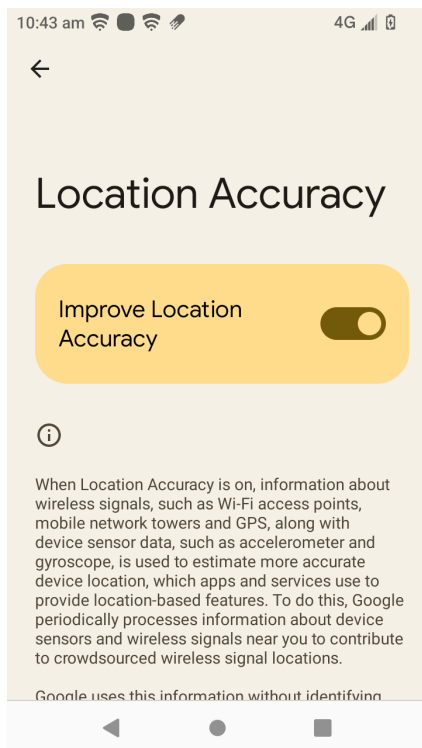 10:43 am 4G
Location Accuracy
Improve Location
Accuracy
When Location Accuracy is on, information about
wireless signals, such as Wi-Fi access points,
mobile network towers and GPS, along with
device sensor data, such as accelerometer and
gyroscope, is used to estimate more accurate
device location, which apps and services use to
provide location-based features. To do this, Google
periodically processes information about device
sensors and wireless signals near you to contribute
to crowdsourced wireless signal locations.
Google uses this information without identifying